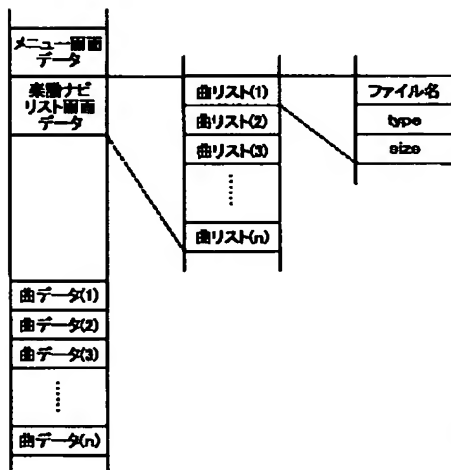 メニュー画面
データ
楽譜ナビ
リスト画面
データ
曲リスト(1)
曲リスト(2)
曲リスト(3)
曲リスト(n)
ファイル名
type
size
曲データ(1)
曲データ(2)
曲データ(3)
曲データ(n)